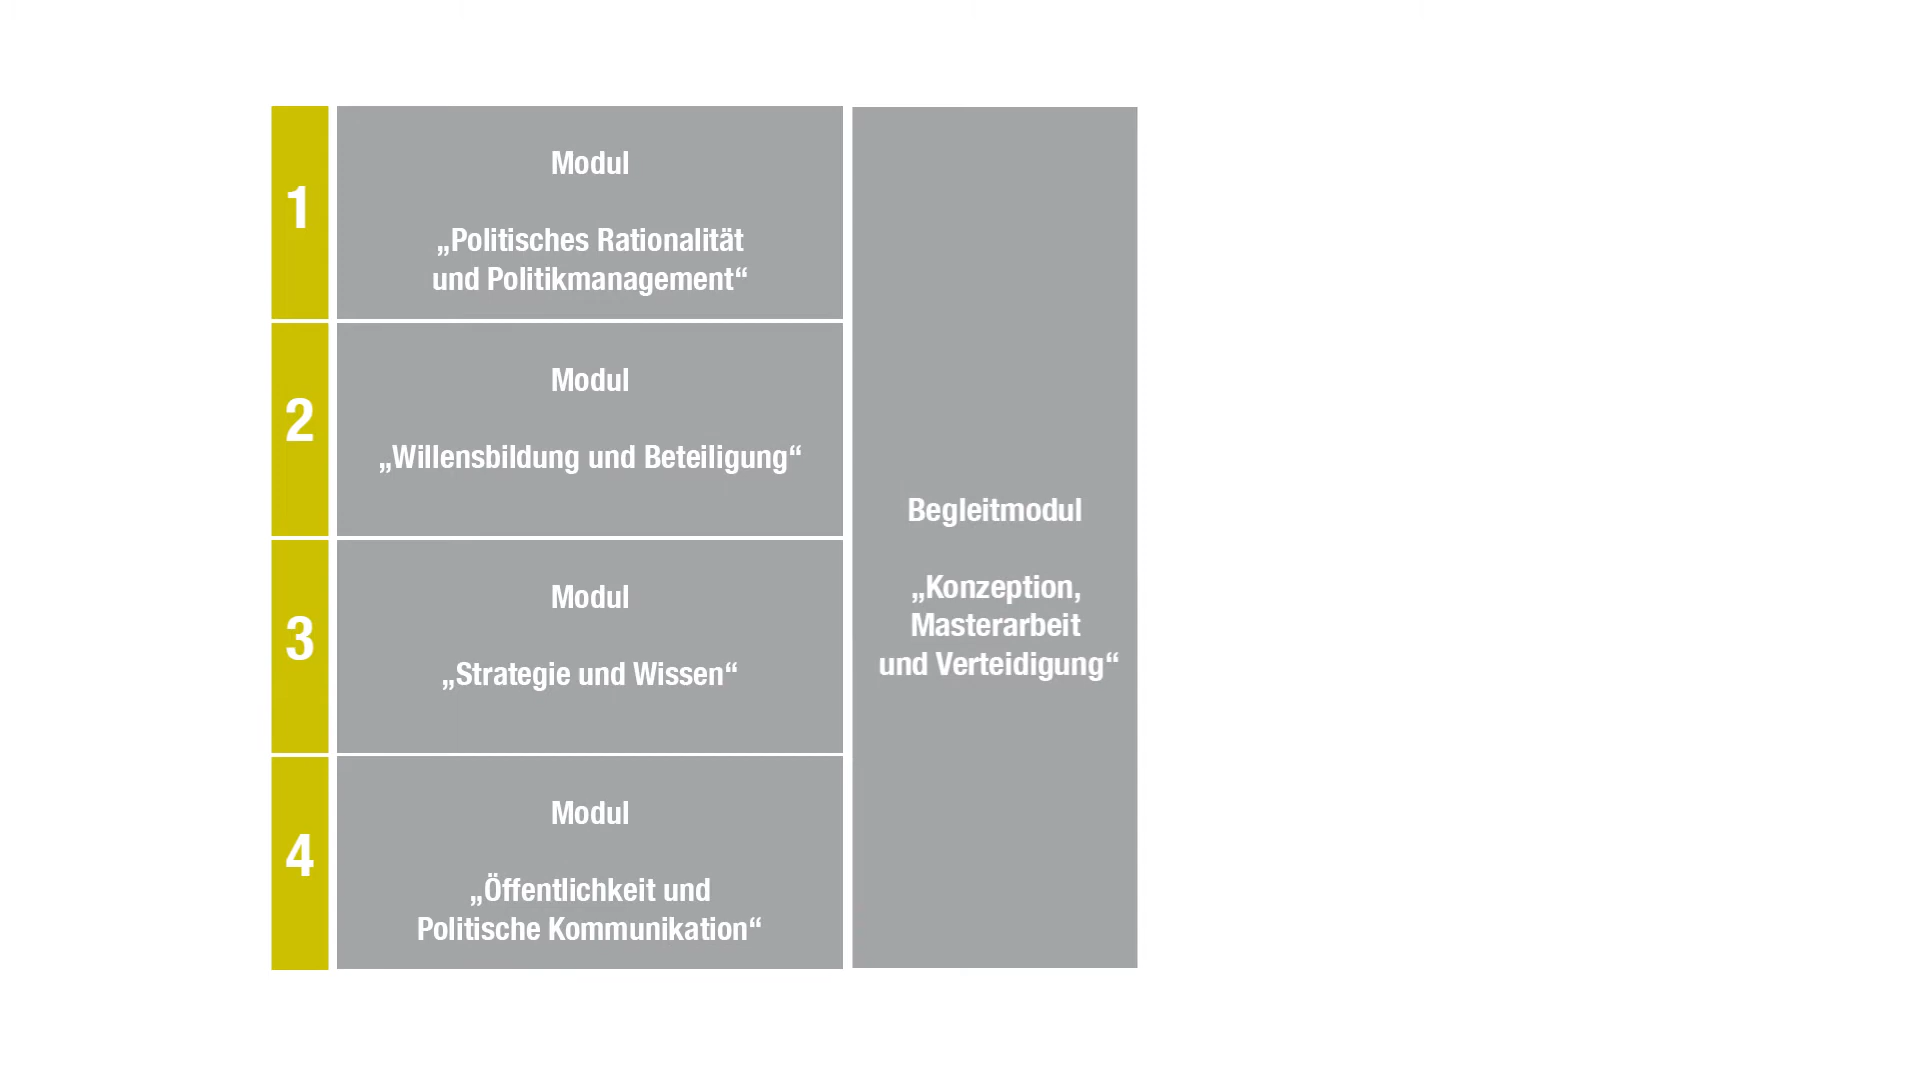 1
Modul
„Politisches Rationalität
und Politikmanagement“
2
Modul
„Willensbildung und Beteiligung“
3
Modul
„Strategie und Wissen“
4
Modul
„Öffentlichkeit und
Politische Kommunikation“
Begleitmodul
„Konzeption,
Masterarbeit
und Verteidigung“